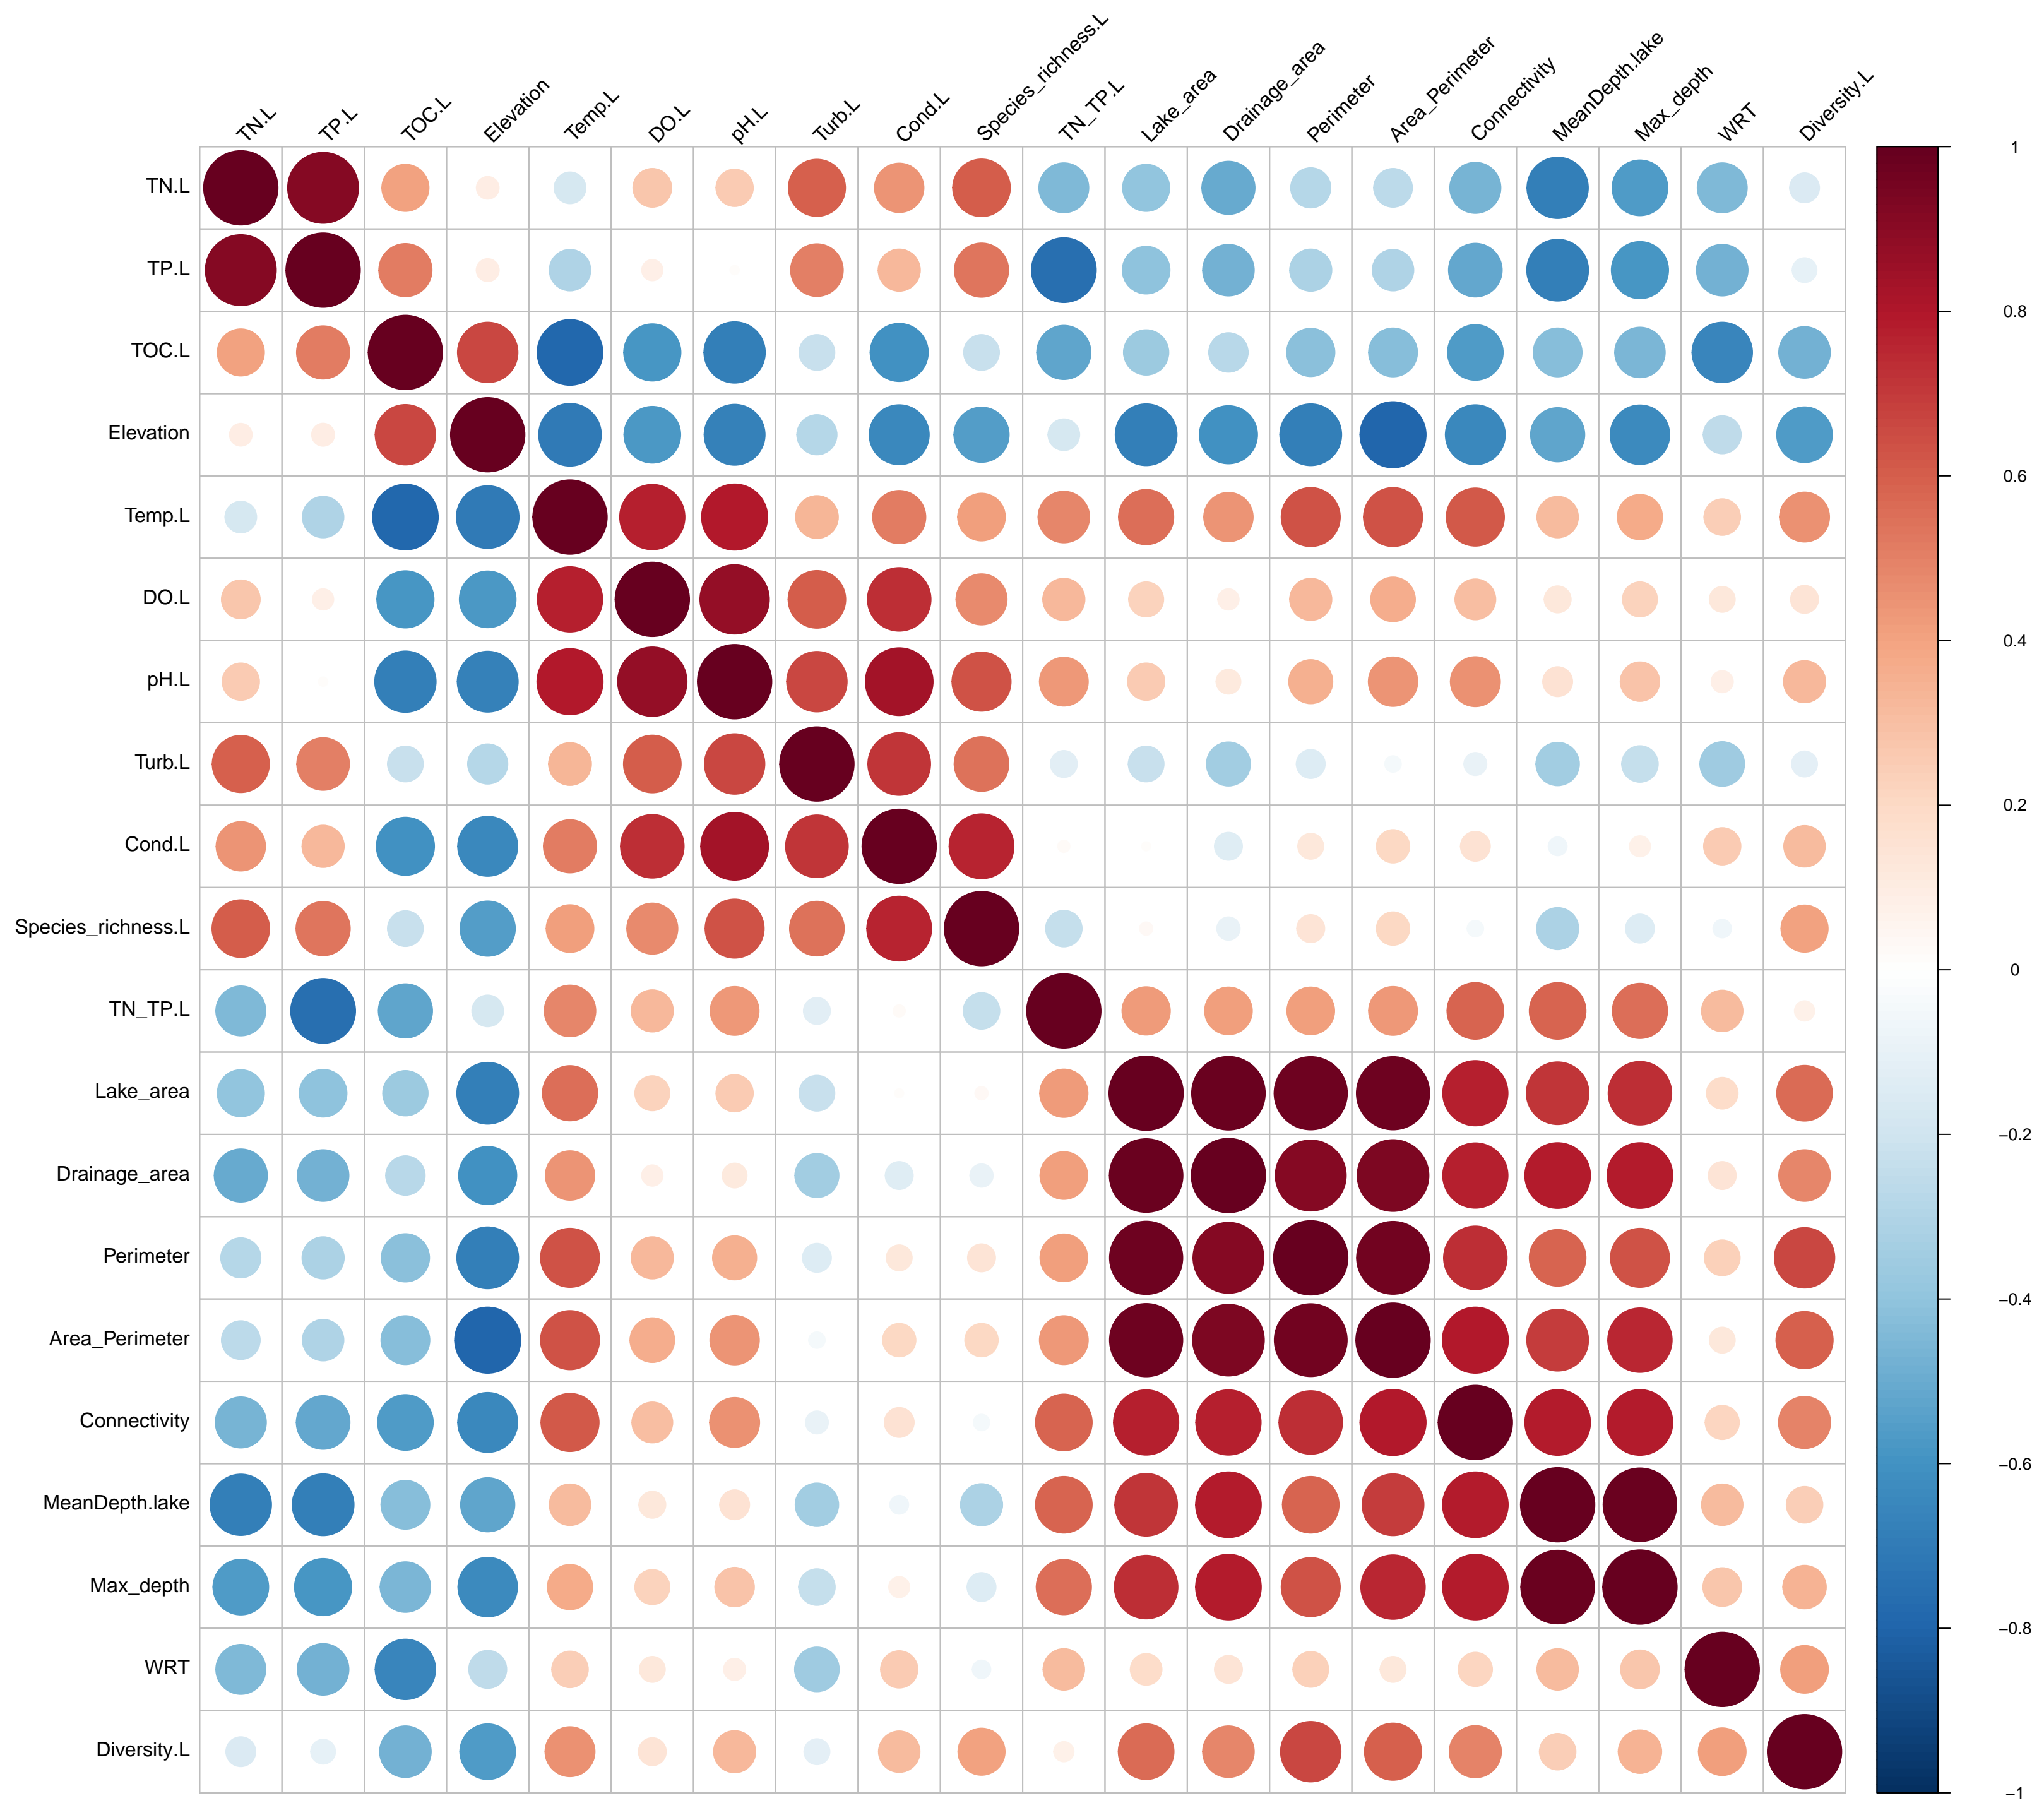 TN.L
TP.L
TOC.L
Elevation
Temp.L
DO.L
pH.L
Turb.L
Cond.L
Species_richness.L
TN_TP.L
Lake_area
Drainage_area
Perimeter
Area_Perimeter
Connectivity
MeanDepth.lake
Max_depth
WRT
Diversity.L
TN.L
TP.L
TOC.L
Elevation
Temp.L
DO.L
pH.L
Turb.L
Cond.L
Species_richness.L
TN_TP.L
Lake_area
Drainage_area
Perimeter
Area_Perimeter
Connectivity
MeanDepth.lake
Max_depth
WRT
Diversity.L
1
0.8
0.6
0.4
0.2
0
−0.2
−0.4
−0.6
−0.8
−1